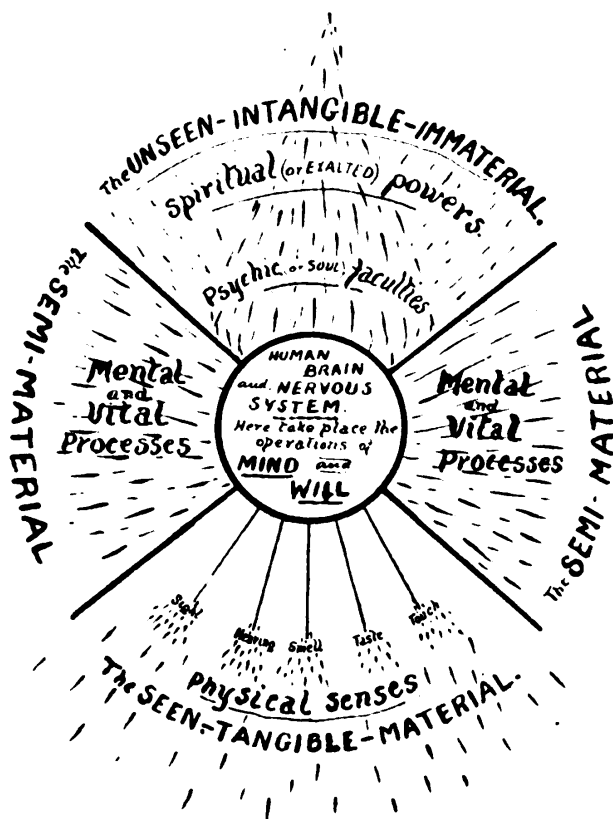 The UNSEEN-INTANGIBLE-IMMATERIAL.
Spiritual (or EXALTED) powers.
Psychic or SOUL faculties
The SEMI-MATERIAL
Mental
and
Vital
Processes
HUMAN
BRAIN
and NERVOUS
SYSTEM.
Here take place the
operations of
MIND and
WILL
Mental
and
Vital
Processes
The SEMI-MATERIAL
Sight
Hearing
Smell
Taste
Touch
Physical senses
The SEEN-TANGIBLE-MATERIAL.